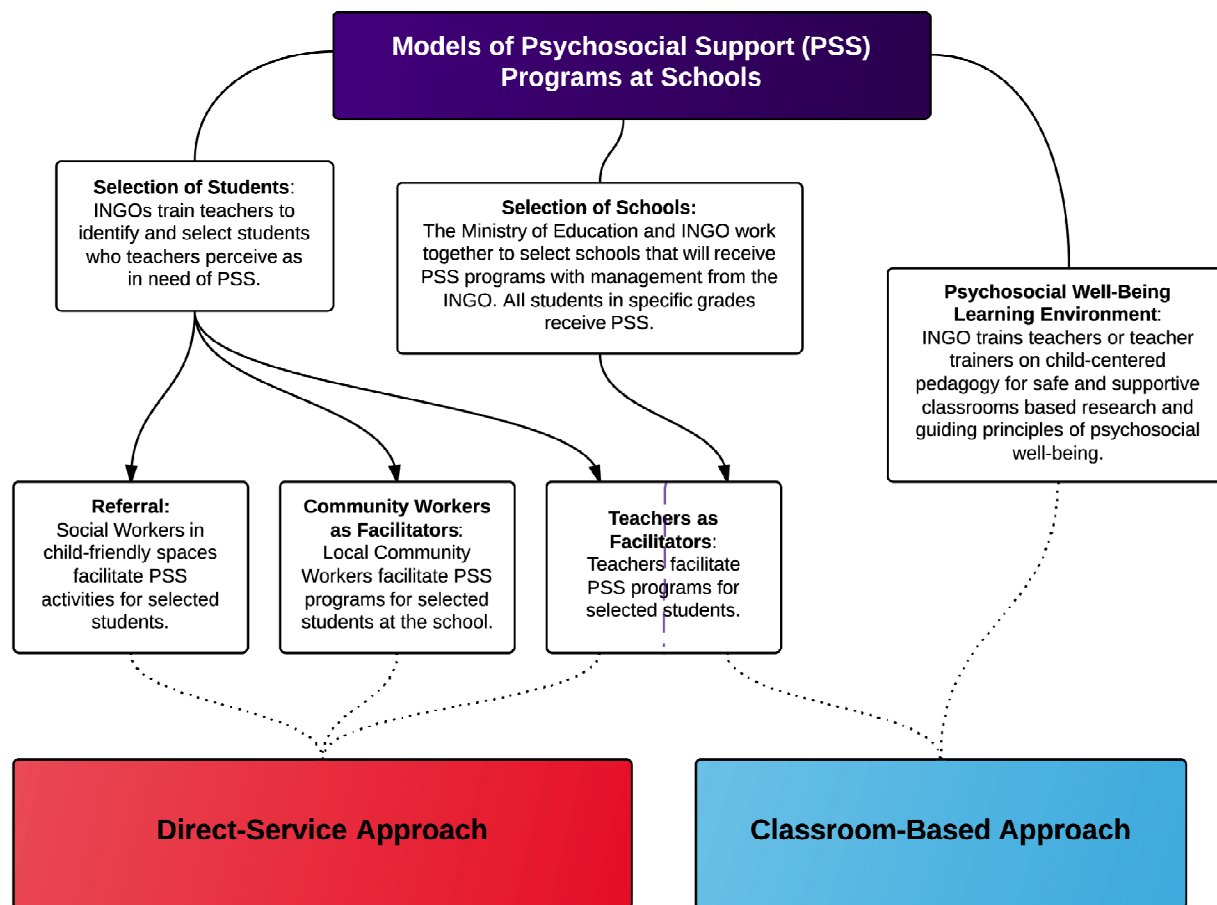 Models of Psychosocial Support (PSS)
Programs at Schools
Selection of Students:
INGOs train teachers to
identify and select students
who teachers perceive as
in need of PSS.
Selection of Schools:
The Ministry of Education and INGO work
together to select schools that will receive
PSS programs with management from the
INGO. All students in specific grades
receive PSS.
Psychosocial Well-Being
Learning Environment:
INGO trains teachers or teacher
trainers on child-centered
pedagogy for safe and supportive
classrooms based research and
guiding principles of psychosocial
well-being.
Referral:
Social Workers in
child-friendly spaces
facilitate PSS
activities for selected
students.
Community Workers
as Facilitators:
Local Community
Workers facilitate PSS
programs for selected
students at the school.
Teachers as
Facilitators:
Teachers facilitate
PSS programs for
selected students.
Direct-Service Approach
Classroom-Based Approach